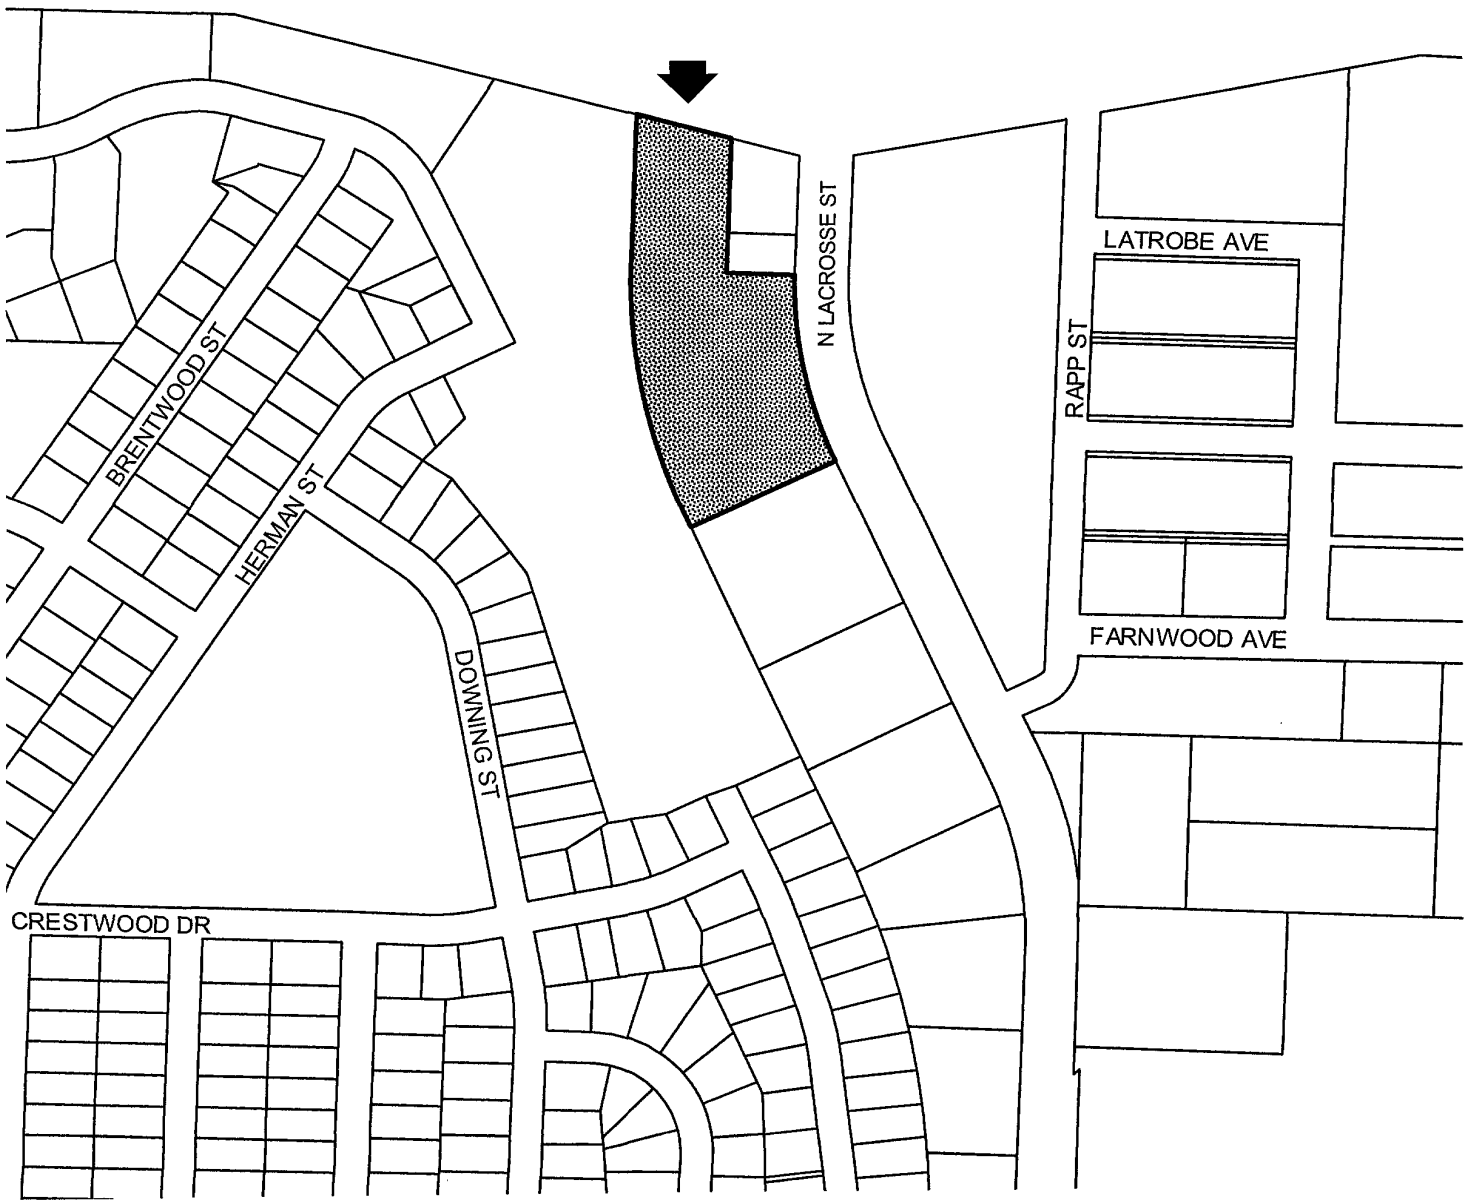 N LACROSSE ST
LATROBE AVE
RAPP ST
BRENTWOOD ST
HERMAN ST
FARNWOOD AVE
DOWNING ST
CRESTWOOD DR